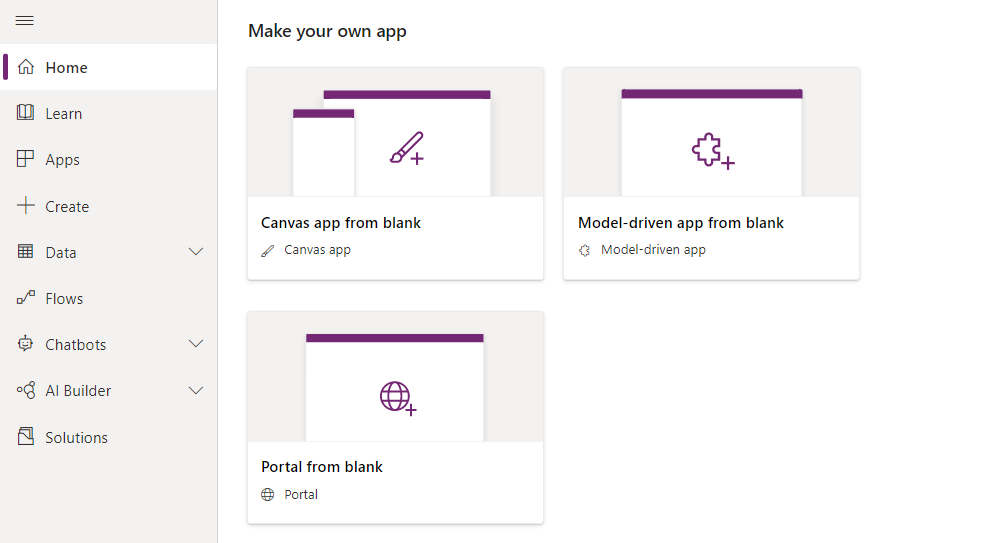 Home
Learn
Apps
Create
Data
Flows
Chatbots
AI Builder
Solutions
Make your own app
Canvas app from blank
Canvas app
Model-driven app from blank
Model-driven app
Portal from blank
Portal